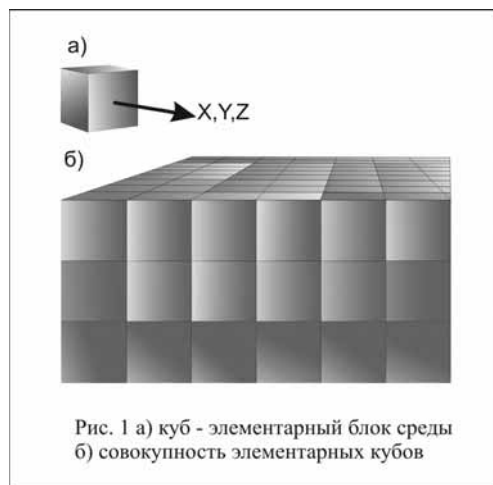 а)
X,Y,Z
б)
Рис. 1 а) куб - элементарный блок среды
б) совокупность элементарных кубов